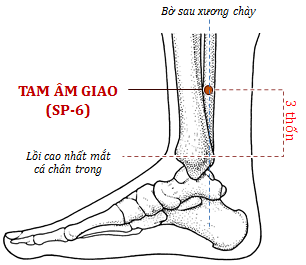 Bờ sau xương chày
TAM ÂM GIAO
(SP-6)
3 thốn
Lồi cao nhất mắt
cá chân trong